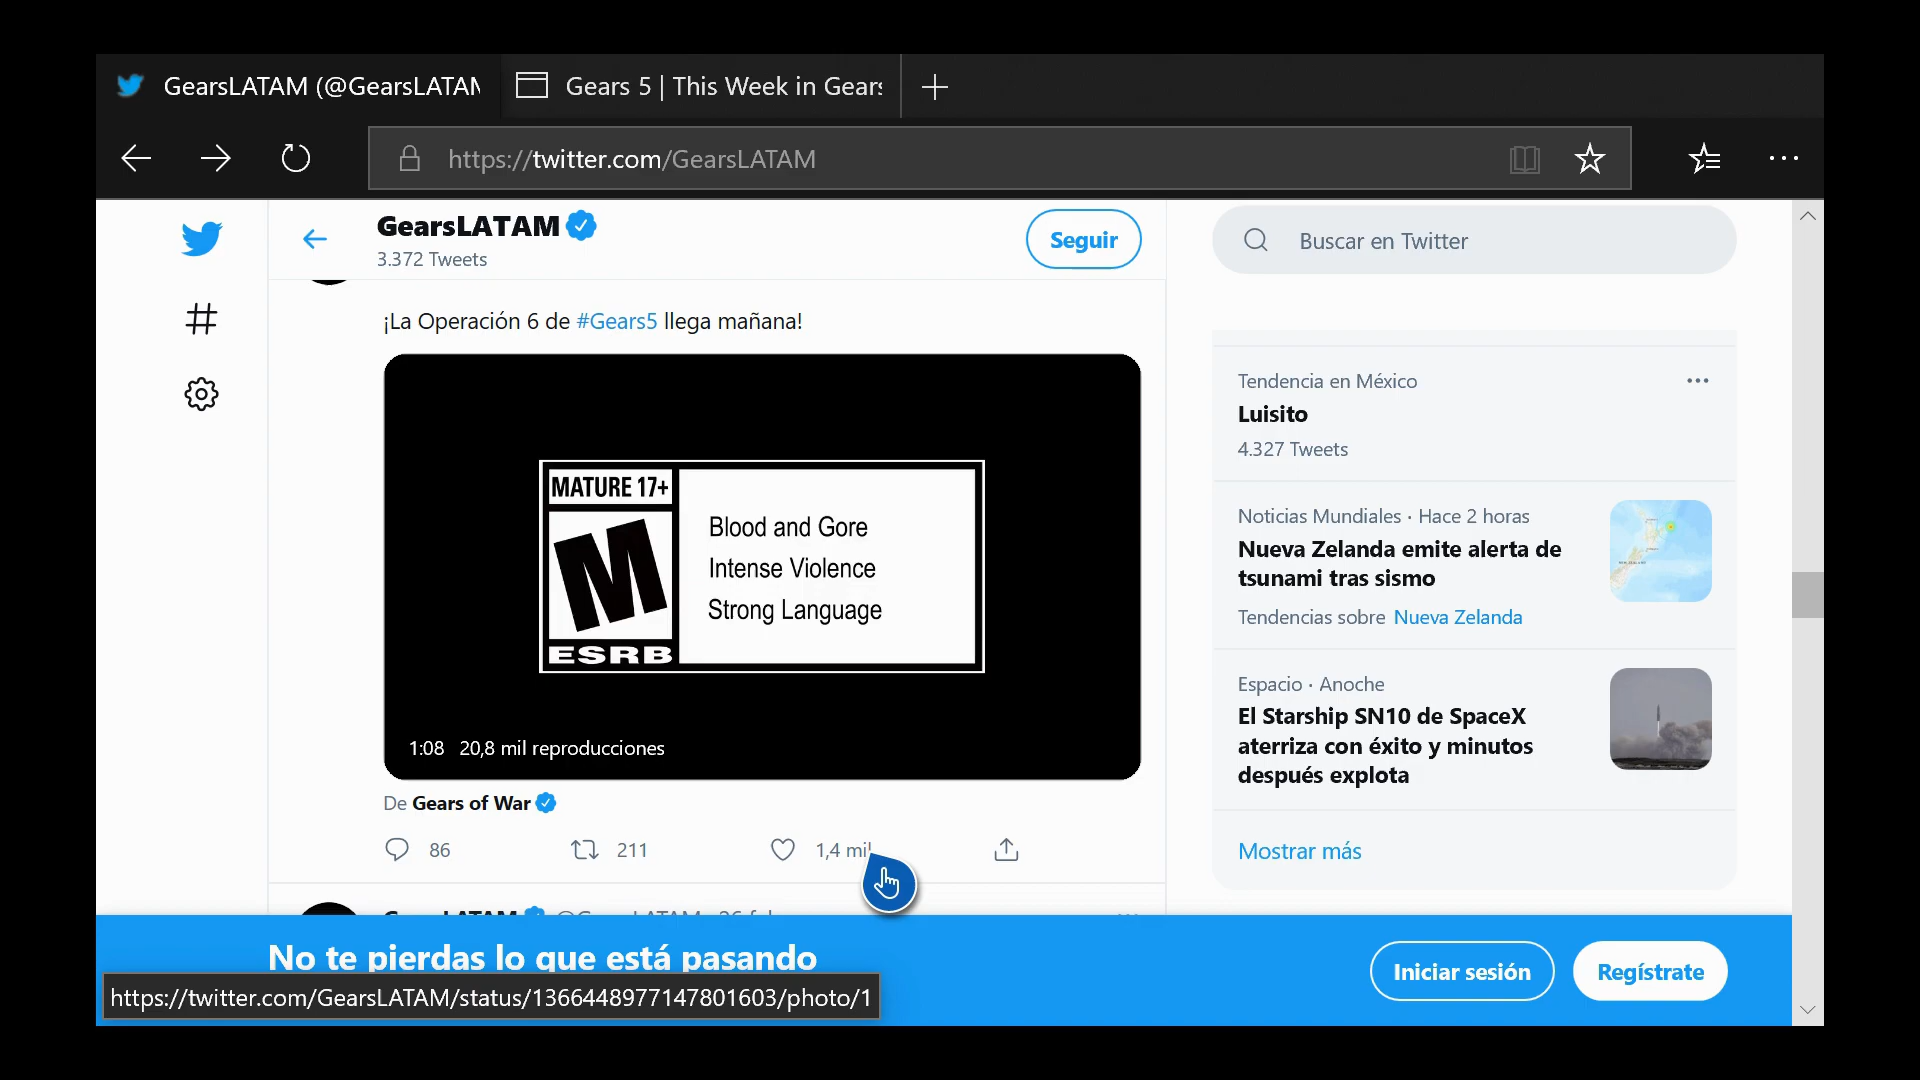 GearsLATAM (@GearsLATAM
Gears 5 | This Week in Gears
https://twitter.com/GearsLATAM
GearsLATAM
3.372 Tweets
Seguir
Buscar en Twitter
¡La Operación 6 de #Gears5 llega mañana!
MATURE 17+
M
ESRB
Blood and Gore
Intense Violence
Strong Language
1:08 20,8 mil reproducciones
De Gears of War
86
211
1,4 mil
Tendencia en México
Luisito
4.327 Tweets
Noticias Mundiales · Hace 2 horas
Nueva Zelanda emite alerta de
tsunami tras sismo
Tendencias sobre Nueva Zelanda
Espacio · Anoche
El Starship SN10 de SpaceX
aterriza con éxito y minutos
después explota
Mostrar más
No te pierdas lo que está pasando
Iniciar sesión
Regístrate
https://twitter.com/GearsLATAM/status/1366448977147801603/photo/1